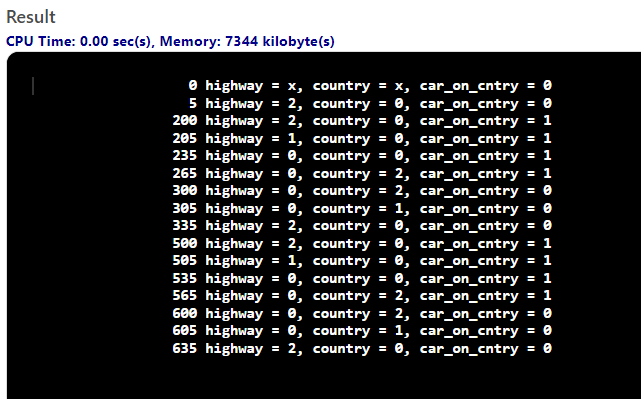 Result
CPU Time: 0.00 sec(s), Memory: 7344 kilobyte(s)
0 highway = x, country = x, car_on_cntry = 0
5 highway = 2, country = 0, car_on_cntry = 0
200 highway = 2, country = 0, car_on_cntry = 1
205 highway = 1, country = 0, car_on_cntry = 1
235 highway = 0, country = 0, car_on_cntry = 1
265 highway = 0, country = 2, car_on_cntry = 1
300 highway = 0, country = 2, car_on_cntry = 0
305 highway = 0, country = 1, car_on_cntry = 0
335 highway = 2, country = 0, car_on_cntry = 0
500 highway = 2, country = 0, car_on_cntry = 1
505 highway = 1, country = 0, car_on_cntry = 1
535 highway = 0, country = 0, car_on_cntry = 1
565 highway = 0, country = 2, car_on_cntry = 1
600 highway = 0, country = 2, car_on_cntry = 0
605 highway = 0, country = 1, car_on_cntry = 0
635 highway = 2, country = 0, car_on_cntry = 0